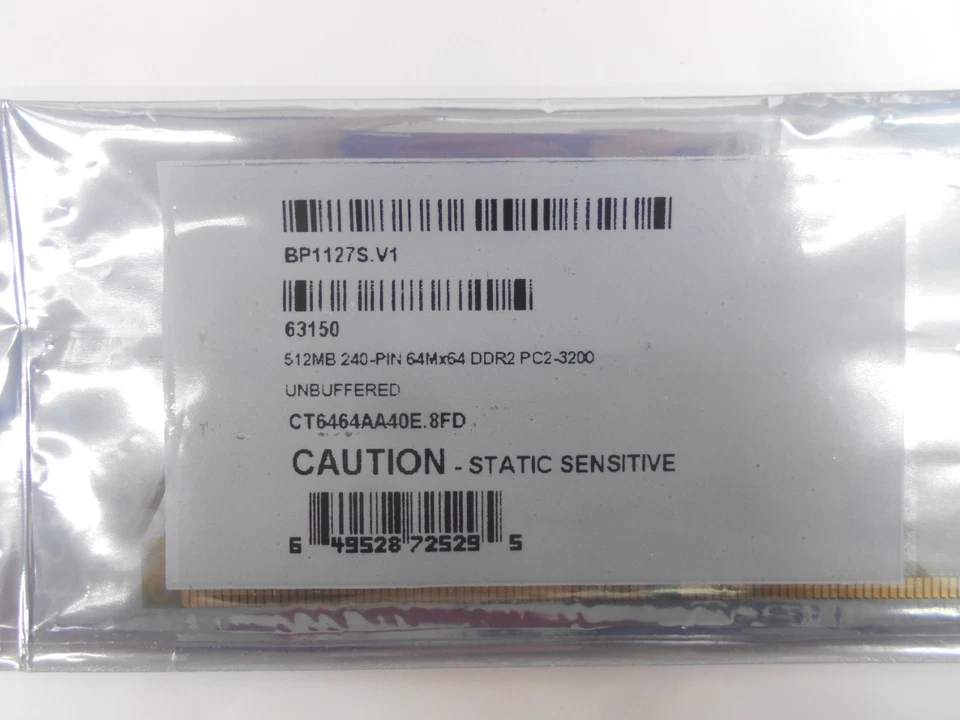 BP1127S.V1
63150
512MB 240-PIN 64Mx64 DDR2 PC2-3200
UNBUFFERED
CT6464AA40E.8FD
CAUTION - STATIC SENSITIVE
6 49528 72529 5